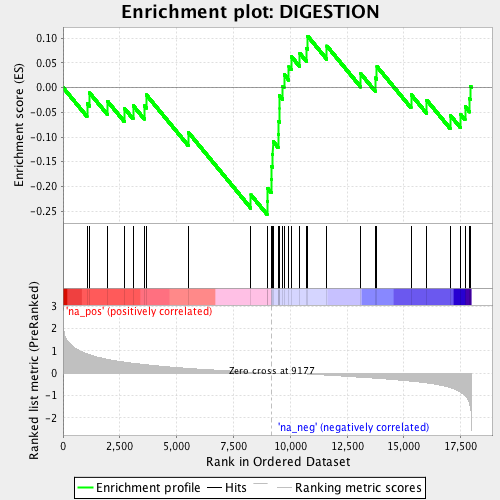 Enrichment plot: DIGESTION
Enrichment score (ES)
0.10
0.05
0.00
-0.05
-0.10
-0.15
-0.20
-0.25
Ranked list metric (PreRanked)
'na_pos' (positively correlated)
3
2
1
0
-1
-2
Zero cross at 9177
'na_neg' (negatively correlated)
0
2,500
5,000
7,500
10,000
12,500
15,000
17,500
Rank in Ordered Dataset
Enrichment profile
Hits
Ranking metric scores